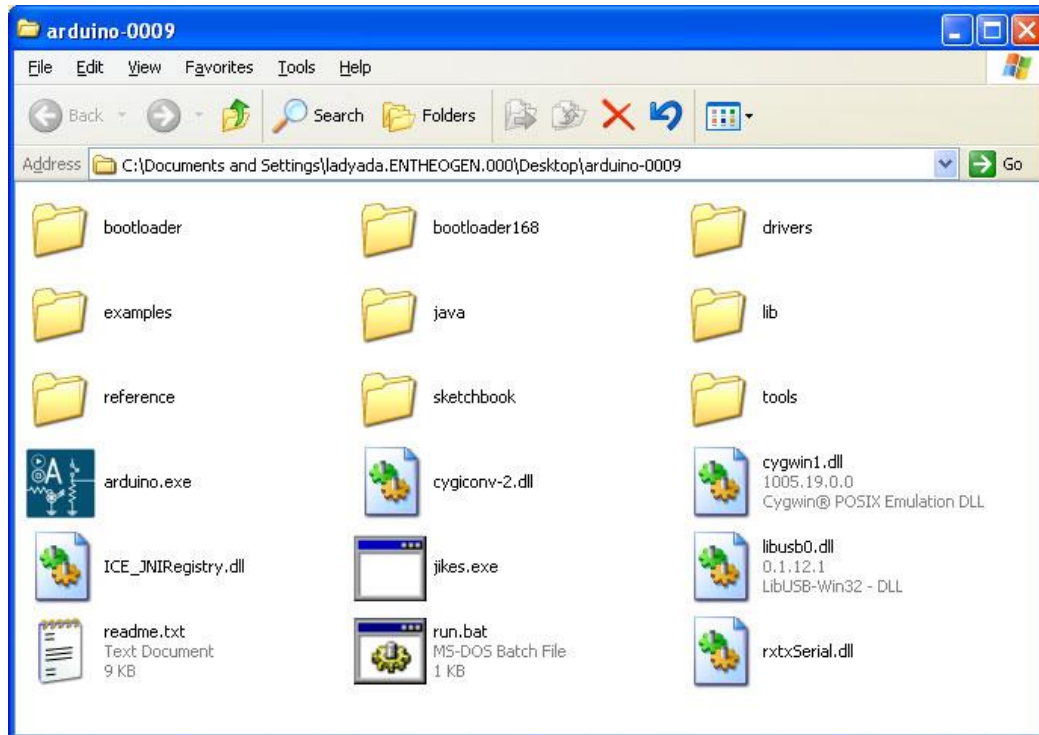 arduino-0009
File Edit View Favorites Tools Help
Back Search Folders
Address C:\Documents and Settings\ladyada.ENTHEOGEN.000\Desktop\arduino-0009 Go
bootloader bootloader168 drivers
examples java lib
reference sketchbook tools
arduino.exe cygiconv-2.dll cygwin1.dll
1005.19.0.0
Cygwin® POSIX Emulation DLL
ICE_JNIRegistry.dll jikes.exe libusb0.dll
0.1.12.1
LibUSB-Win32 - DLL
readme.txt run.bat rxtxSerial.dll
Text Document MS-DOS Batch File
9 KB 1 KB